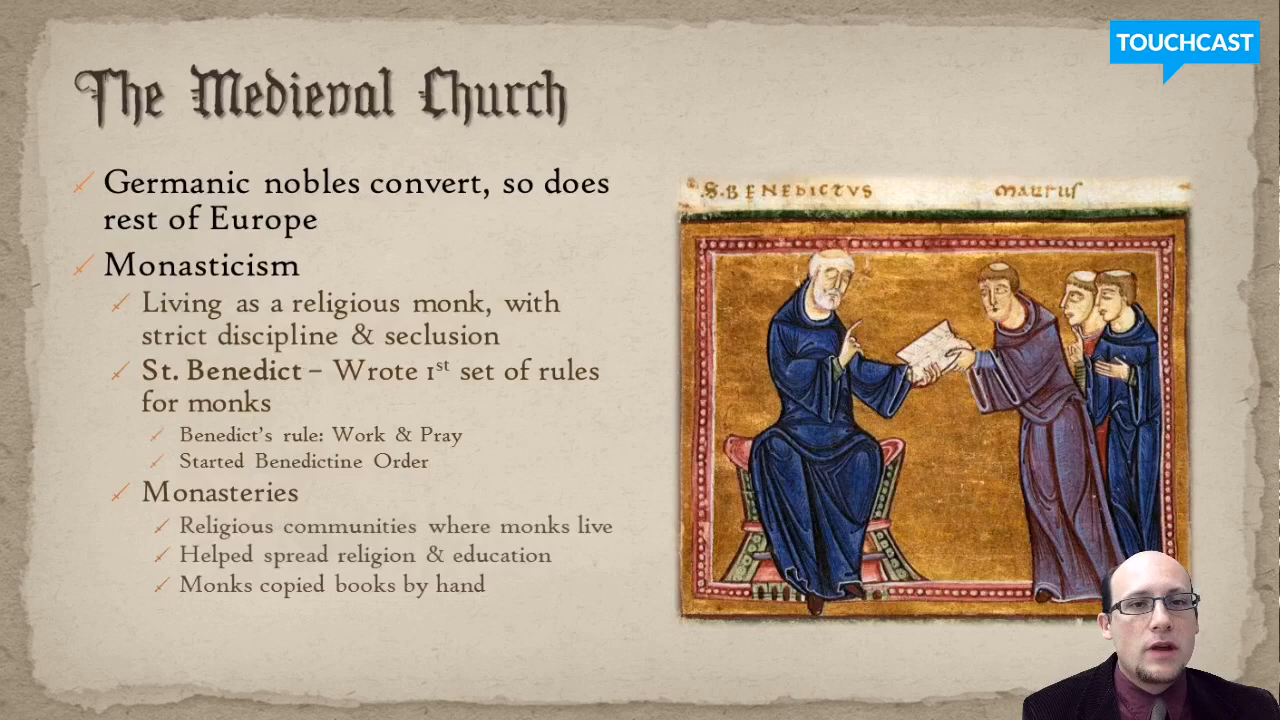 TOUCHCAST
The Medieval Church
Germanic nobles convert, so does
rest of Europe
Monasticism
Living as a religious monk, with
strict discipline & seclusion
St. Benedict – Wrote 1st set of rules
for monks
Benedict's rule: Work & Pray
Started Benedictine Order
Monasteries
Religious communities where monks live
Helped spread religion & education
Monks copied books by hand
.S. BENEDICTVS
MAURUS